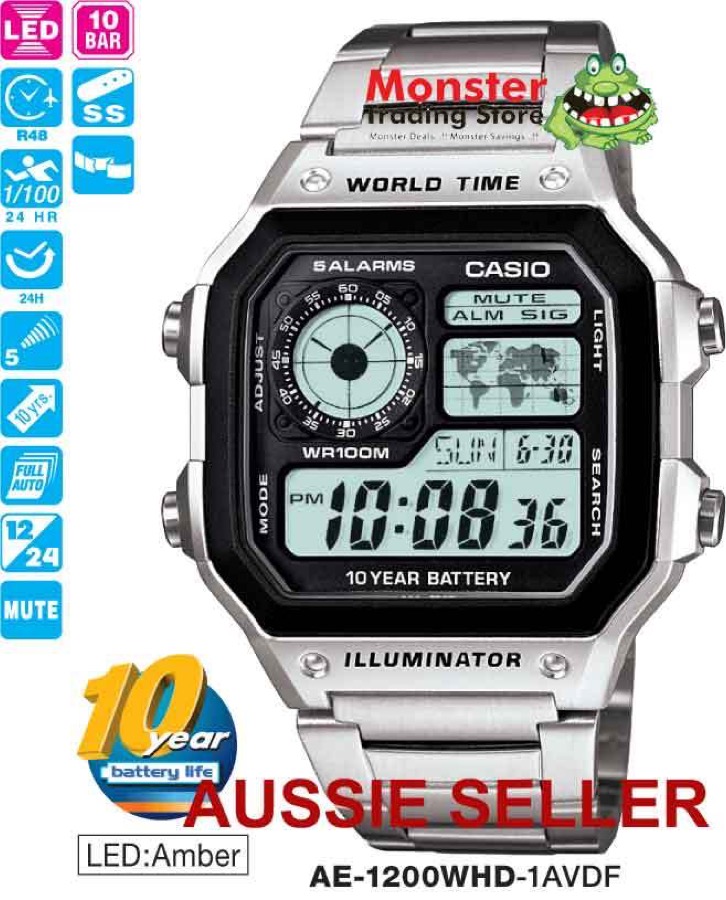 LED
10
BAR
R48
SS
1/100
24 HR
24H
5
10 yrs.
FULL
AUTO
12
24
MUTE
Monster
Trading Store
Monster Deals ..!! Monster Savings ..!!
WORLD TIME
5 ALARMS
CASIO
MUTE
ALM SIG
60
05
10
15
20
25
30
35
40
45
50
55
ADJUST
LIGHT
WR100M
SUN 6-30
MODE
SEARCH
PM 10:08 36
10 YEAR BATTERY
ILLUMINATOR
10
year
battery life
AUSSIE SELLER
LED:Amber
AE-1200WHD-1AVDF